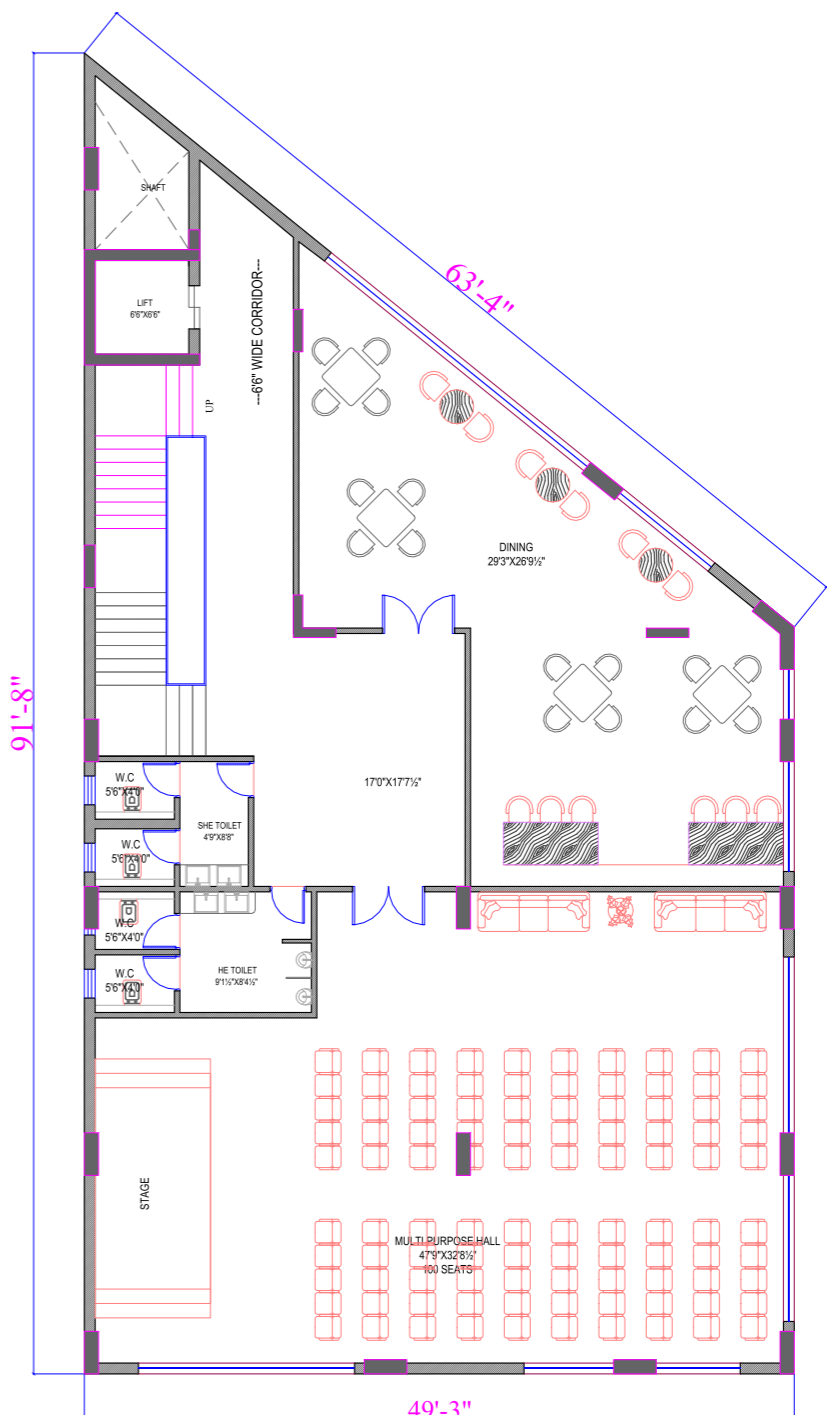 63'-4"
SHAFT
LIFT
6'6"X6'6"
---6'6" WIDE CORRIDOR---
UP
DINING
29'3"X26'9½"
91'-8"
W.C
5'6"X4'0"
17'0"X17'7½"
SHE TOILET
4'9"X8'8"
W.C
5'6"X4'0"
W.C
5'6"X4'0"
W.C
5'6"X4'0"
HE TOILET
9'1½"X8'4½"
STAGE
MULTI PURPOSE HALL
47'9"X32'8½"
100 SEATS
49'-3"